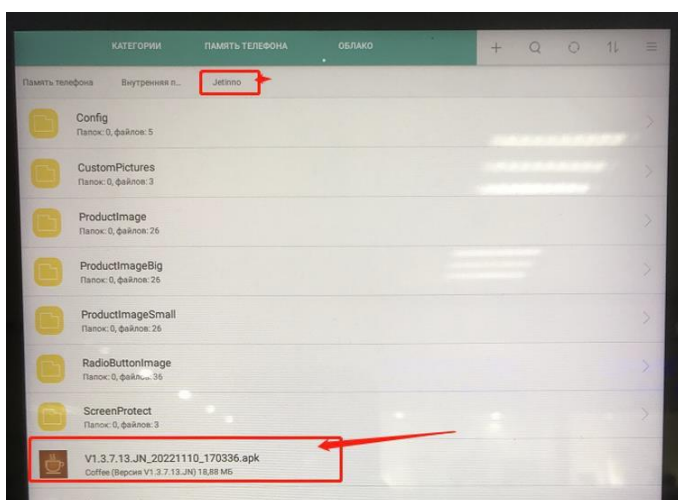 КАТЕГОРИИ ПАМЯТЬ ТЕЛЕФОНА ОБЛАКО
Память телефона Внутренняя п... Jetinno
Config
Папок: 0, файлов: 5
CustomPictures
Папок: 0, файлов: 3
ProductImage
Папок: 0, файлов: 26
ProductImageBig
Папок: 0, файлов: 26
ProductImageSmall
Папок: 0, файлов: 26
RadioButtonImage
Папок: 0, файлов: 36
ScreenProtect
Папок: 0, файлов: 3
V1.3.7.13.JN_20221110_170336.apk
Coffee (Версия V1.3.7.13.JN) 18,88 МБ